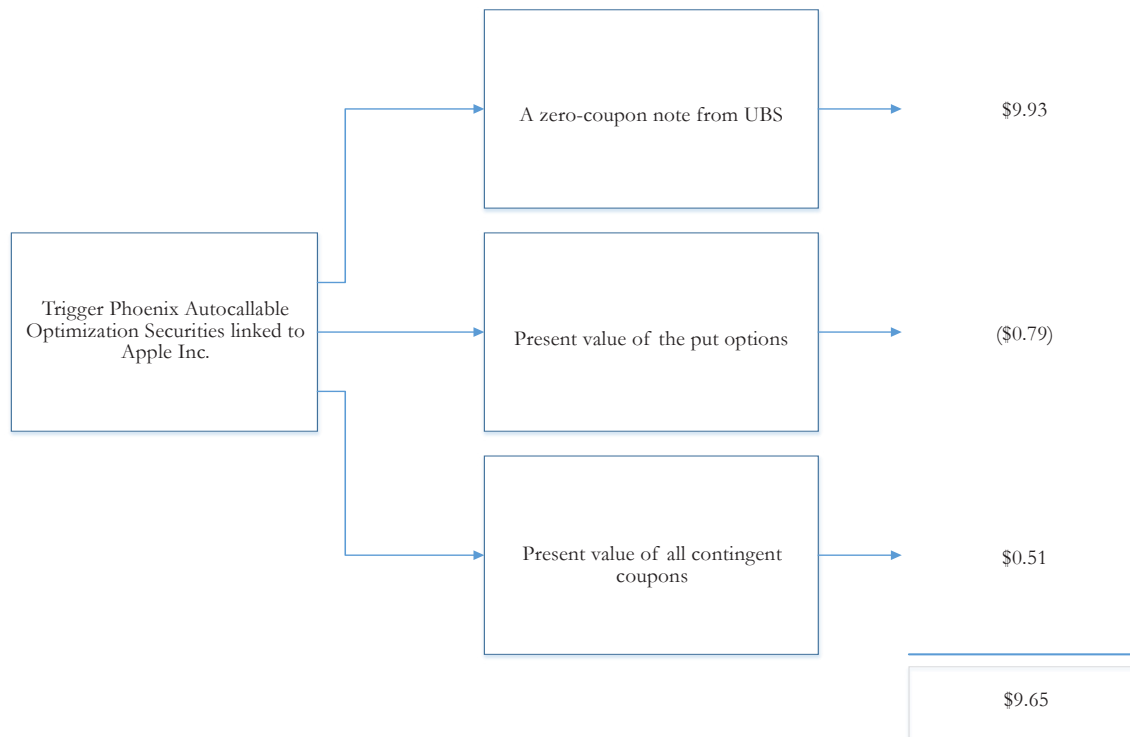 A zero-coupon note from UBS
$9.93
Trigger Phoenix Autocallable
Optimization Securities linked to
Apple Inc.
Present value of the put options
($0.79)
Present value of all contingent
coupons
$0.51
$9.65